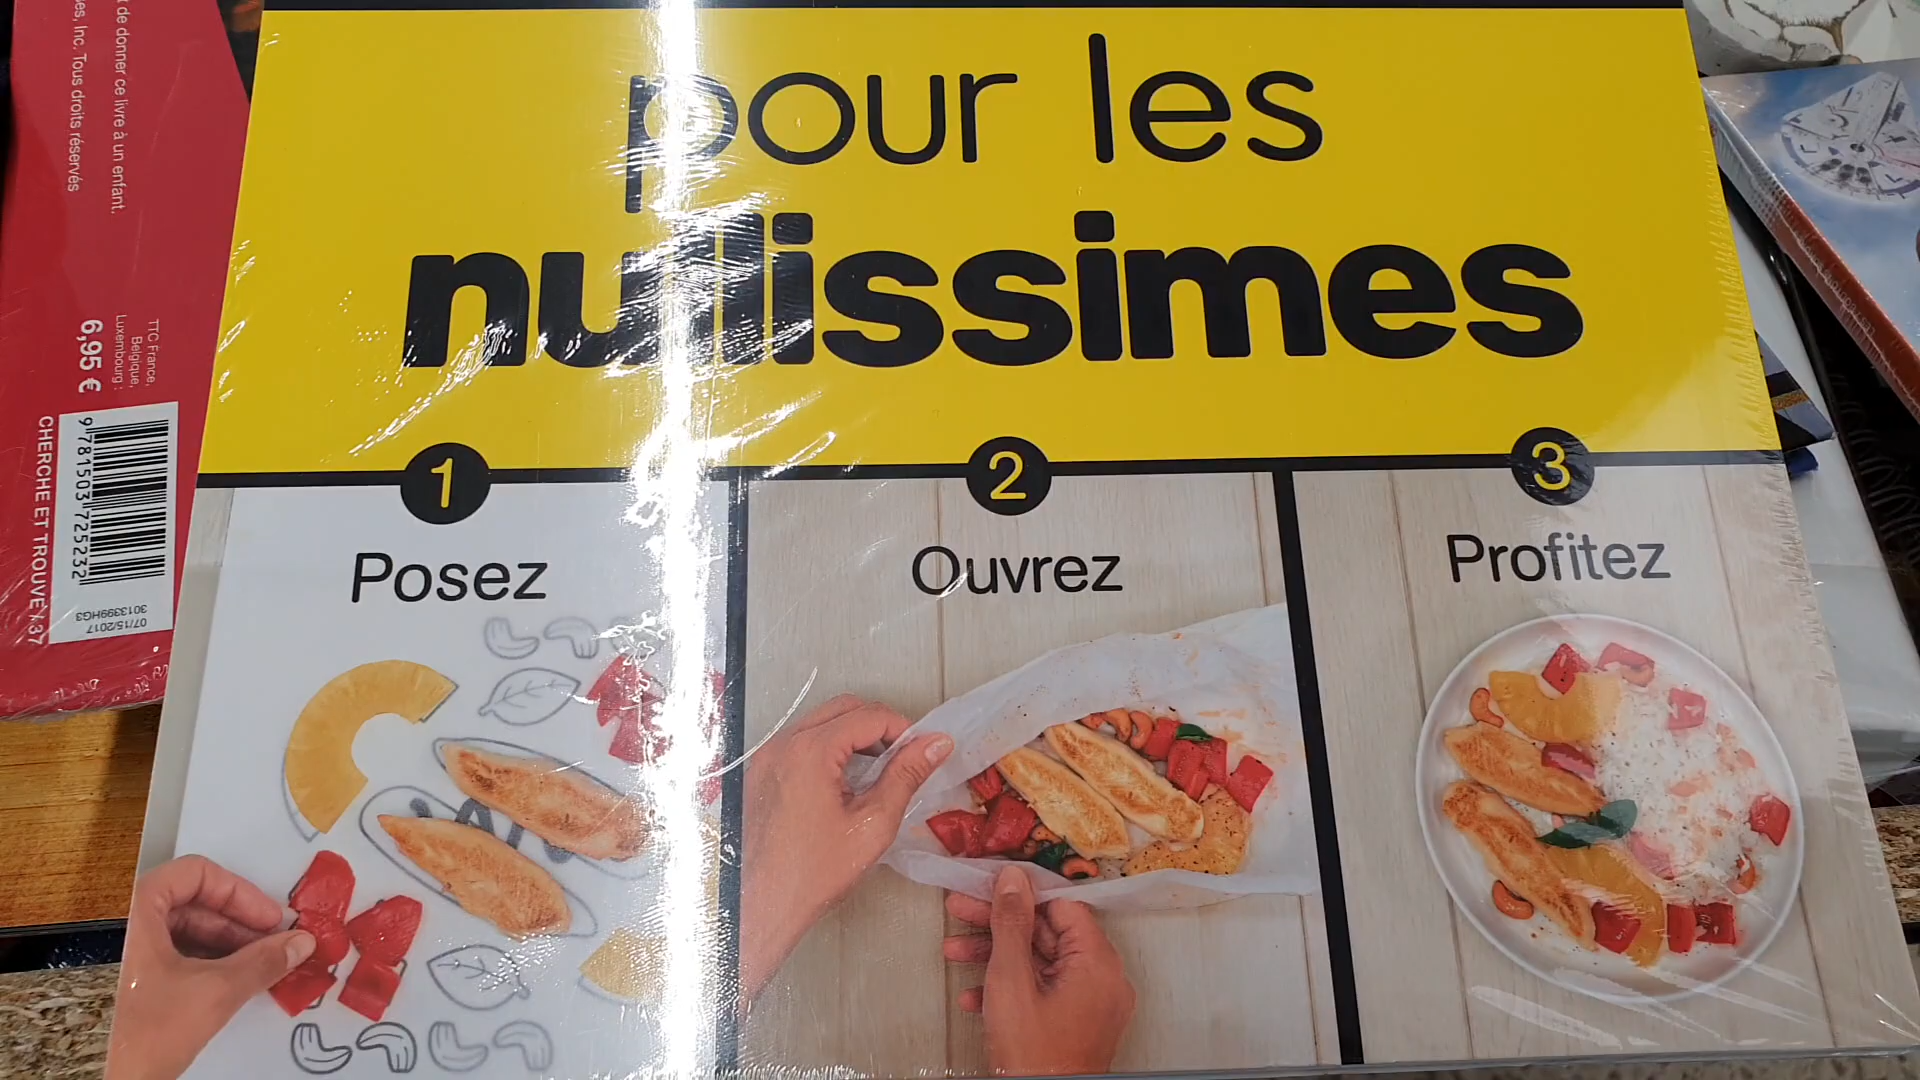 pour les
nullissimes
1
2
3
Posez
Ouvrez
Profitez
de donner ce livre à un enfant.
Inc. Tous droits réservés
TTC France,
Belgique,
Luxembourg :
6,95 €
9 781503 725232
3013399HG3
07/15/2017
CHERCHE ET TROUVE / 37